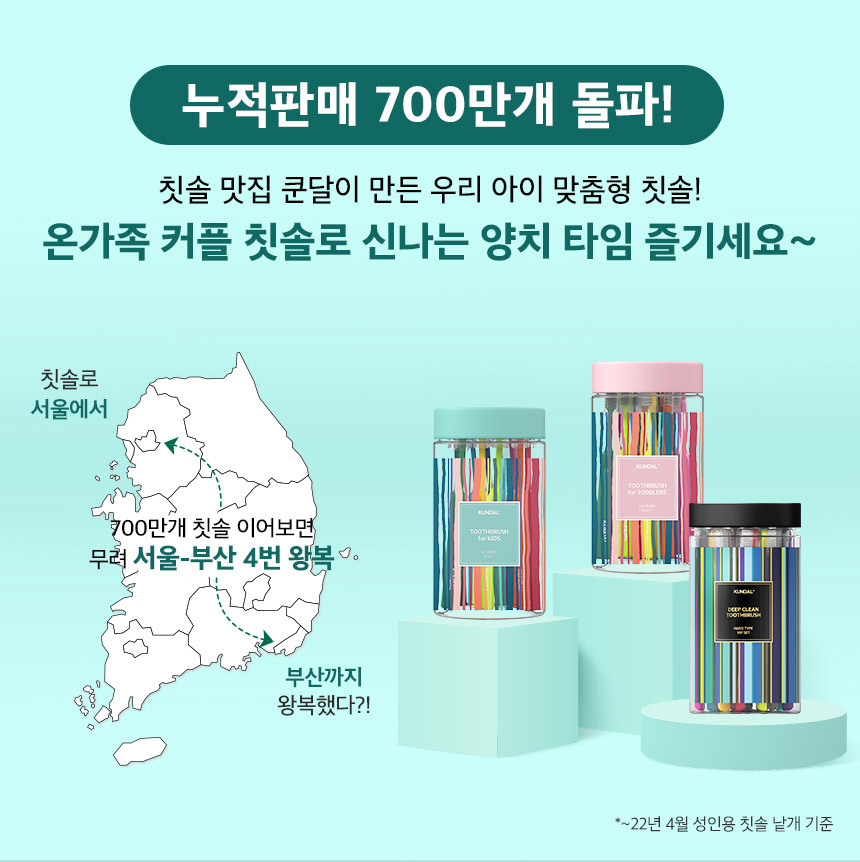 누적판매 700만개 돌파!
칫솔 맛집 쿤달이 만든 우리 아이 맞춤형 칫솔!
온가족 커플 칫솔로 신나는 양치 타임 즐기세요~
칫솔로
서울에서
700만개 칫솔 이어보면
무려 서울-부산 4번 왕복
부산까지
왕복했다?!
KUNDAL
TOOTHBRUSH
for KIDS
KUNDAL
TOOTHBRUSH
for TODDLERS
KUNDAL
DEEP CLEAN
TOOTHBRUSH
HARD TYPE
10P SET
*~22년 4월 성인용 칫솔 낱개 기준